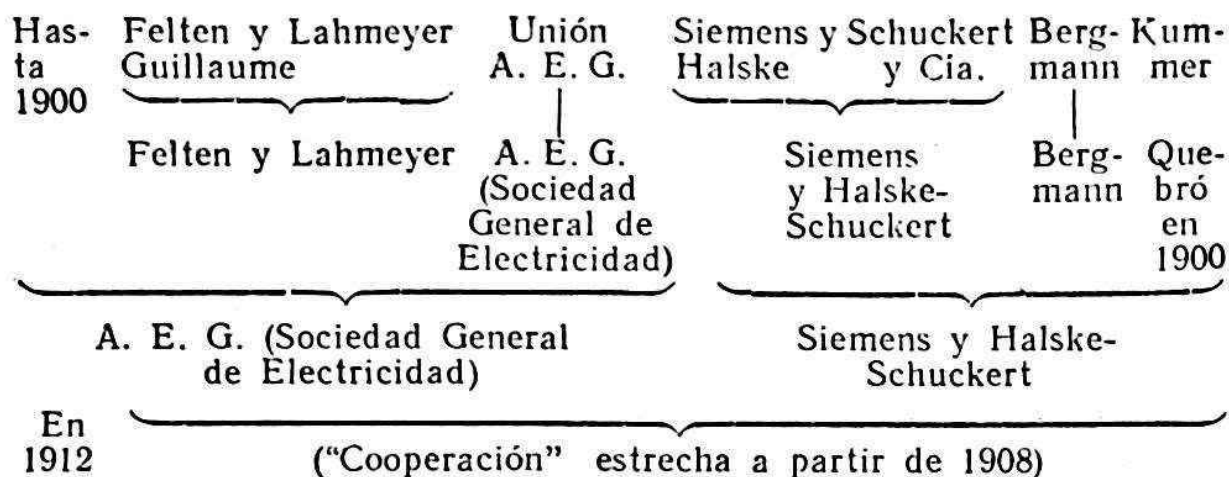 Has- Felten y Lahmeyer Unión Siemens y Schuckert Berg- Kum-
ta Guillaume A. E. G. Halske y Cia. mann mer
1900
Felten y Lahmeyer A. E. G. Siemens Berg- Que-
(Sociedad y Halske- mann bró
General de Schuckert en
Electricidad) 1900
A. E. G. (Sociedad General Siemens y Halske-
de Electricidad) Schuckert
En
1912 (“Cooperación” estrecha a partir de 1908)